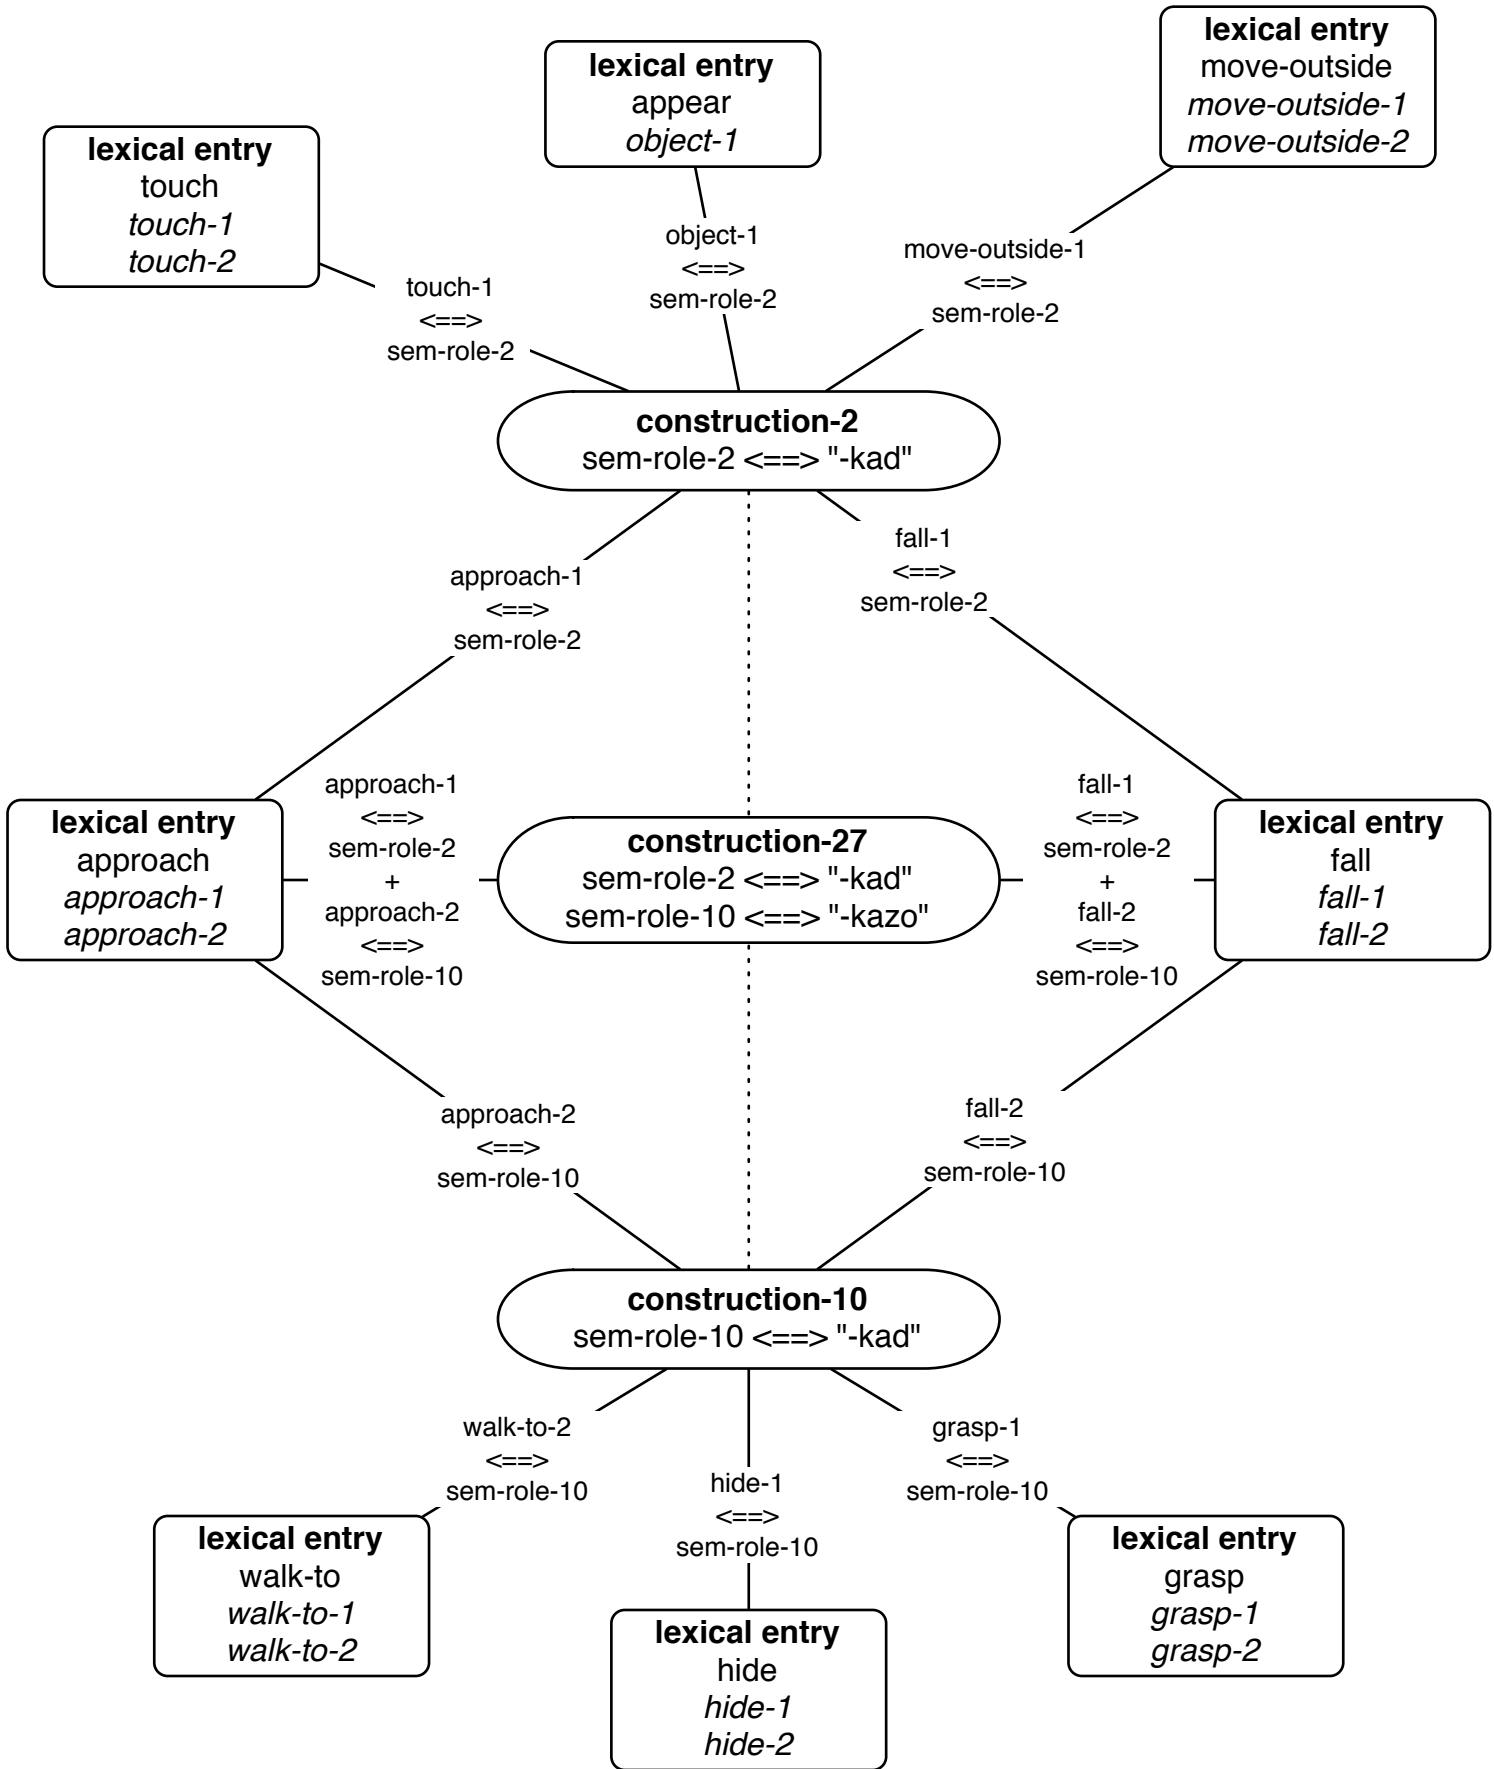 lexical entry
move-outside
move-outside-1
move-outside-2
lexical entry
appear
object-1
lexical entry
touch
touch-1
touch-2
object-1
<==>
sem-role-2
move-outside-1
<==>
sem-role-2
touch-1
<==>
sem-role-2
construction-2
sem-role-2 <==> "-kad"
fall-1
<==>
sem-role-2
approach-1
<==>
sem-role-2
lexical entry
approach
approach-1
approach-2
approach-1
<==>
sem-role-2
+
approach-2
<==>
sem-role-10
construction-27
sem-role-2 <==> "-kad"
sem-role-10 <==> "-kazo"
fall-1
<==>
sem-role-2
+
fall-2
<==>
sem-role-10
lexical entry
fall
fall-1
fall-2
approach-2
<==>
sem-role-10
fall-2
<==>
sem-role-10
construction-10
sem-role-10 <==> "-kad"
walk-to-2
<==>
sem-role-10
hide-1
<==>
sem-role-10
grasp-1
<==>
sem-role-10
lexical entry
walk-to
walk-to-1
walk-to-2
lexical entry
hide
hide-1
hide-2
lexical entry
grasp
grasp-1
grasp-2